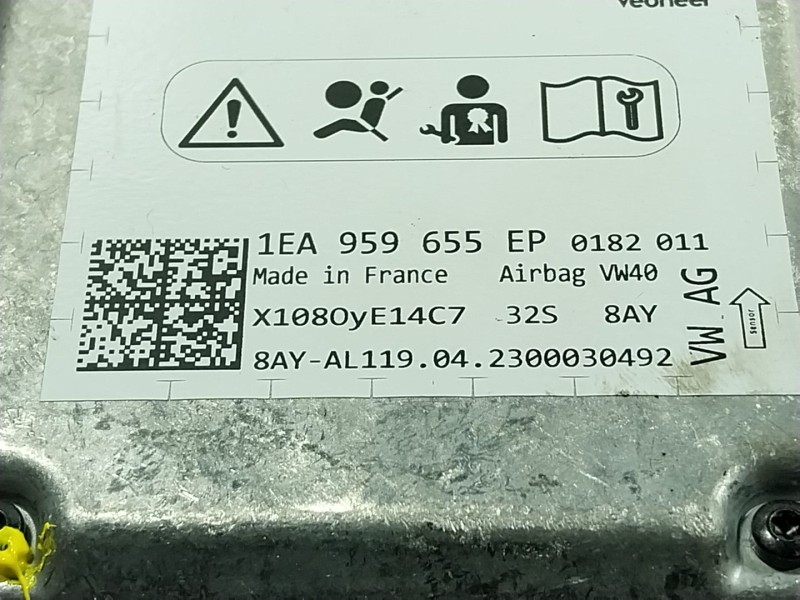 veoneer
1EA 959 655 EP 0182 011
Made in France Airbag VW40
X108OyE14C7 32S 8AY
8AY-AL119.04.2300030492
VW AG
Sensor